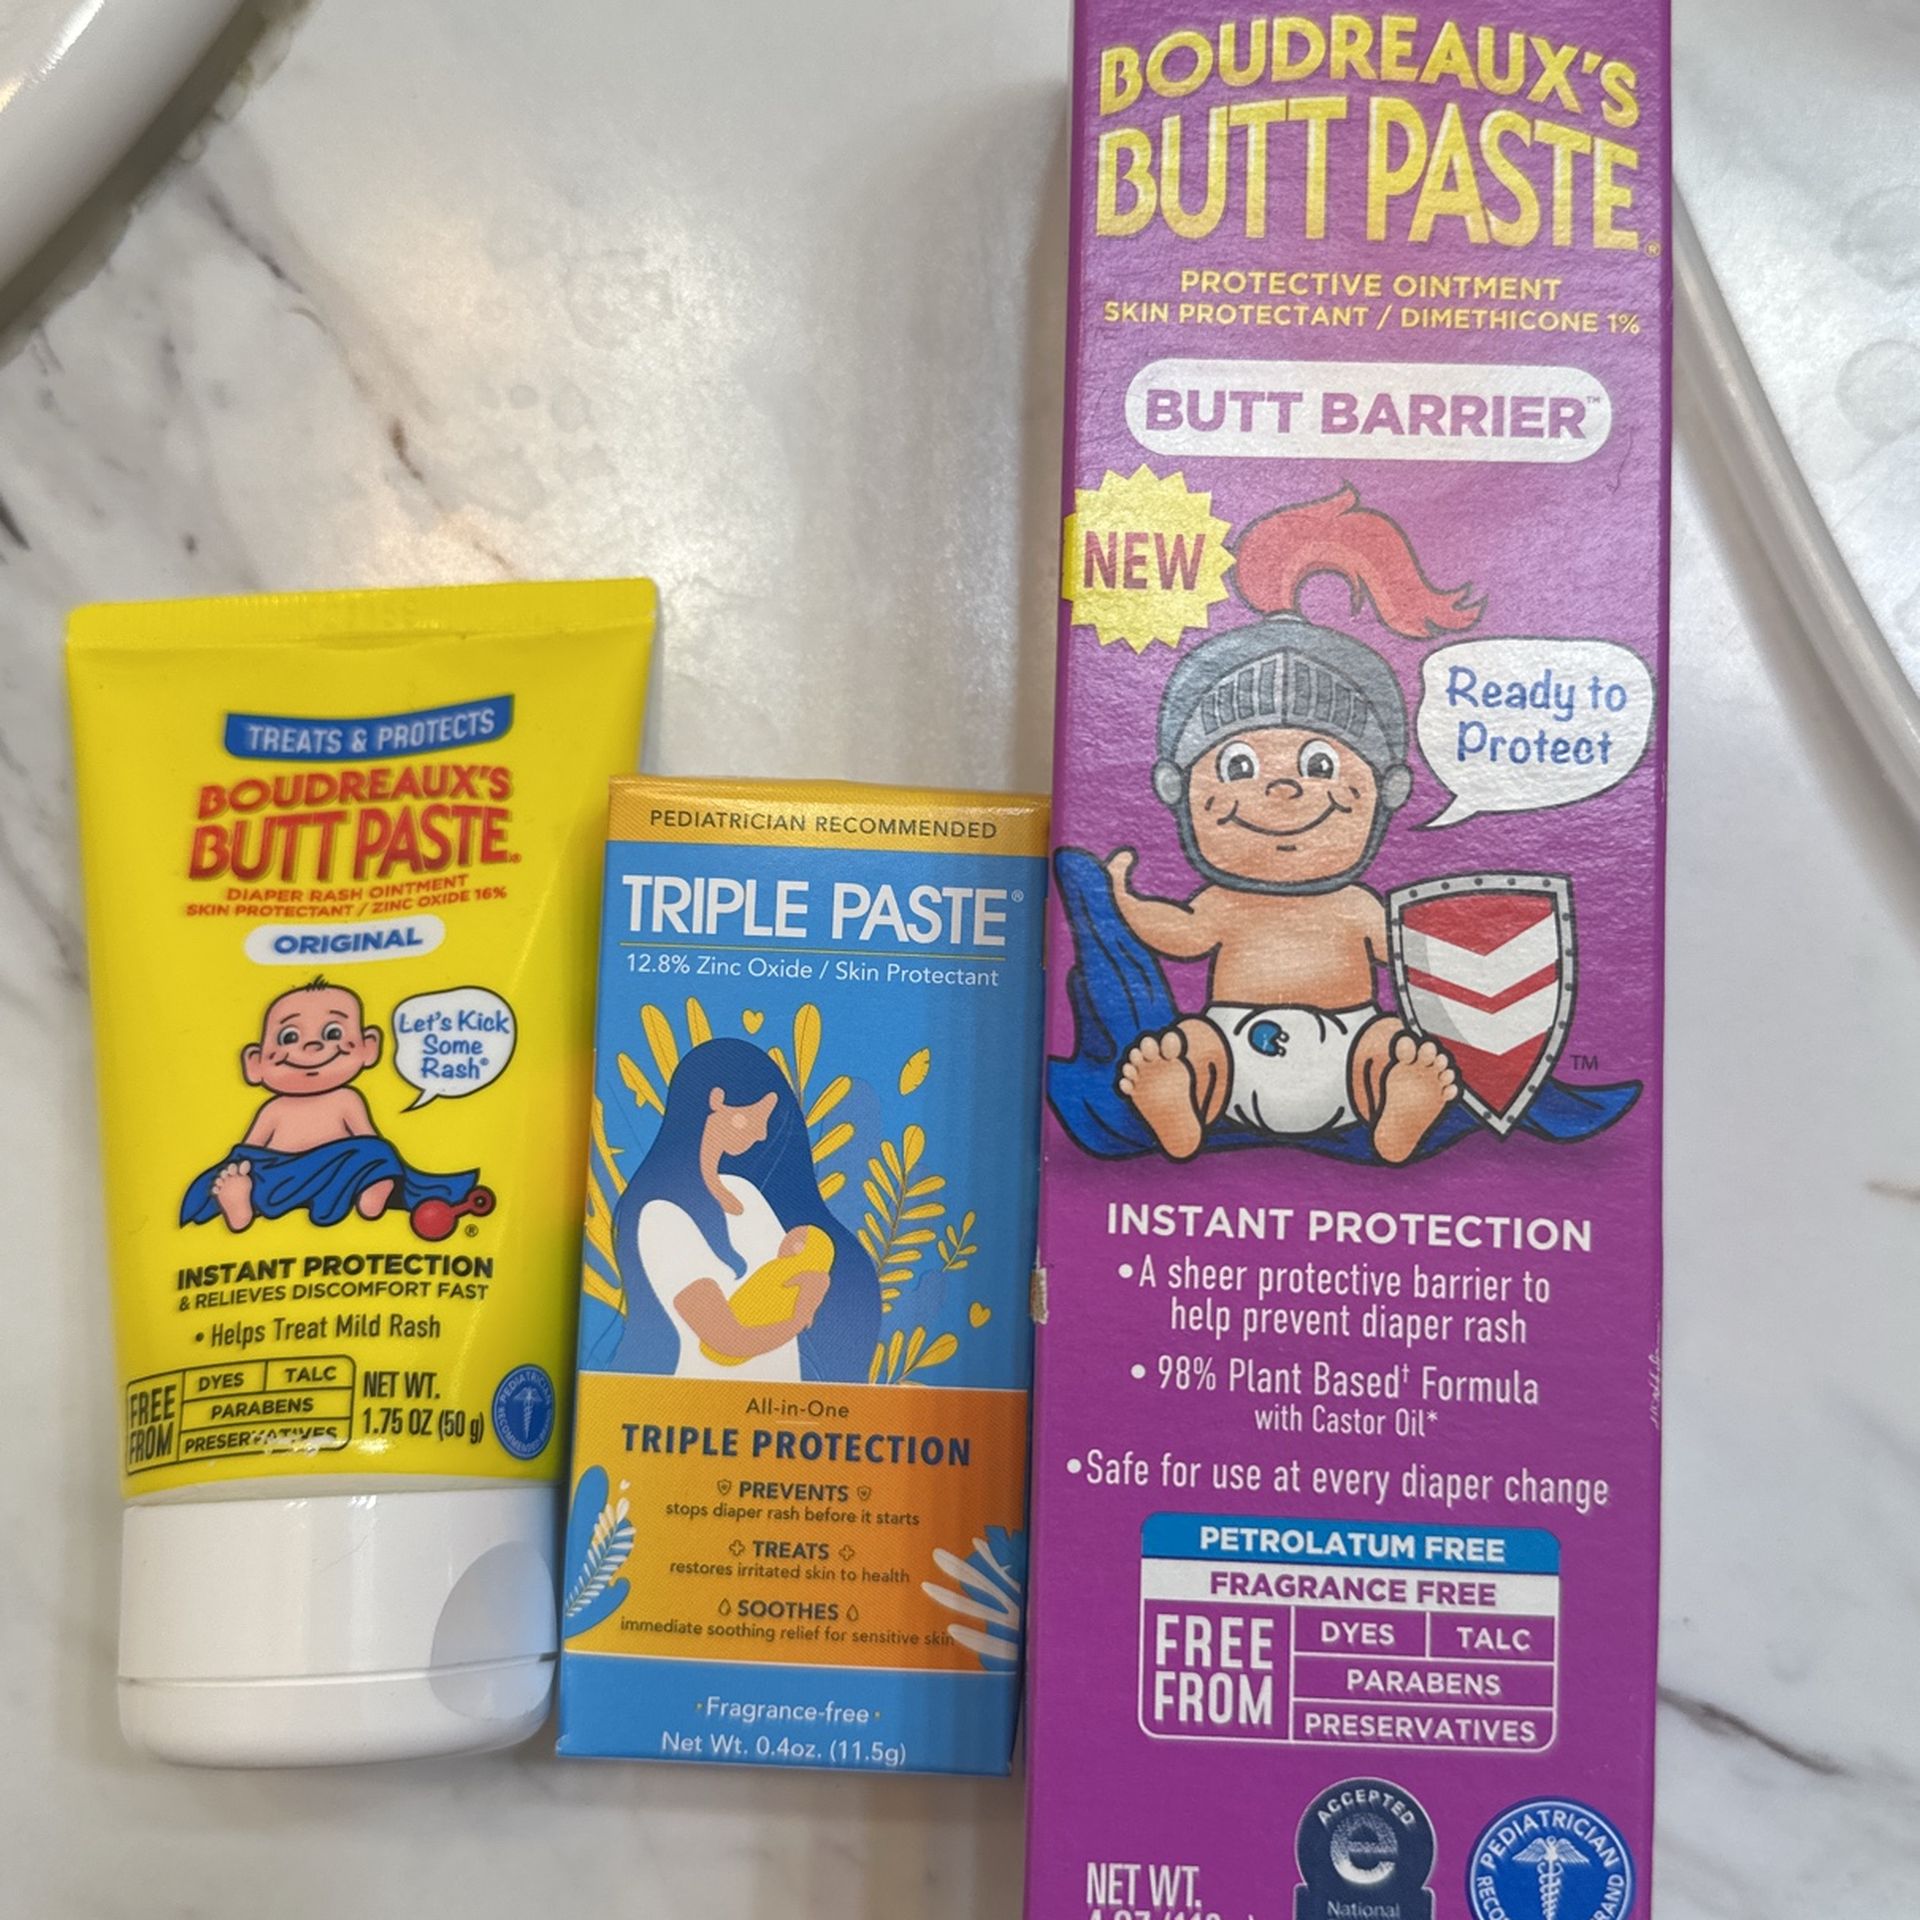 TREATS & PROTECTS
BOUDREAUX'S
BUTT PASTE®
DIAPER RASH OINTMENT
SKIN PROTECTANT / ZINC OXIDE 16%
ORIGINAL
Let's Kick
Some
Rash®
®
INSTANT PROTECTION
& RELIEVES DISCOMFORT FAST
• Helps Treat Mild Rash
FREE
FROM
DYES
TALC
PARABENS
PRESERVATIVES
NET WT.
1.75 OZ (50 g)
PEDIATRICIAN
RECOMMENDED
PEDIATRICIAN RECOMMENDED
TRIPLE PASTE®
12.8% Zinc Oxide / Skin Protectant
All-in-One
TRIPLE PROTECTION
PREVENTS
stops diaper rash before it starts
TREATS
restores irritated skin to health
SOOTHES
immediate soothing relief for sensitive skin
·Fragrance-free·
Net Wt. 0.4oz. (11.5g)
BOUDREAUX'S
BUTT PASTE®
PROTECTIVE OINTMENT
SKIN PROTECTANT / DIMETHICONE 1%
BUTT BARRIER™
NEW
Ready to
Protect
TM
INSTANT PROTECTION
•A sheer protective barrier to
help prevent diaper rash
• 98% Plant Based† Formula
with Castor Oil*
•Safe for use at every diaper change
PETROLATUM FREE
FRAGRANCE FREE
FREE
FROM
DYES
TALC
PARABENS
PRESERVATIVES
NET WT.
ACCEPTED
e
National
PEDIATRICIAN